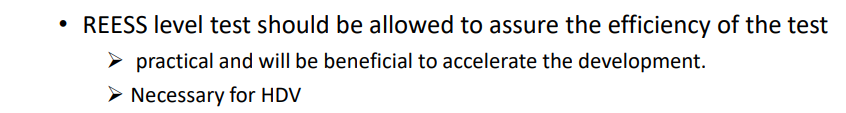 • REESS level test should be allowed to assure the efficiency of the test
➢ practical and will be beneficial to accelerate the development.
➢ Necessary for HDV